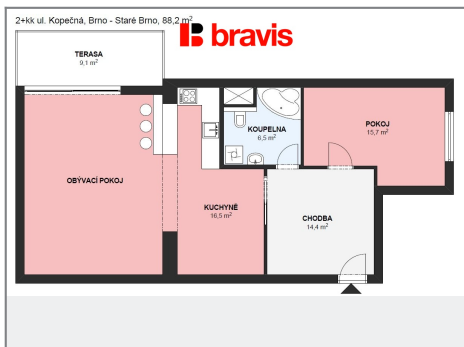 2+kk ul. Kopečná, Brno - Staré Brno, 88,2 m²
bravis
TERASA
9,1 m²
KOUPELNA
6,5 m²
POKOJ
15,7 m²
OBÝVACÍ POKOJ
KUCHYNĚ
16,5 m²
CHODBA
14,4 m²